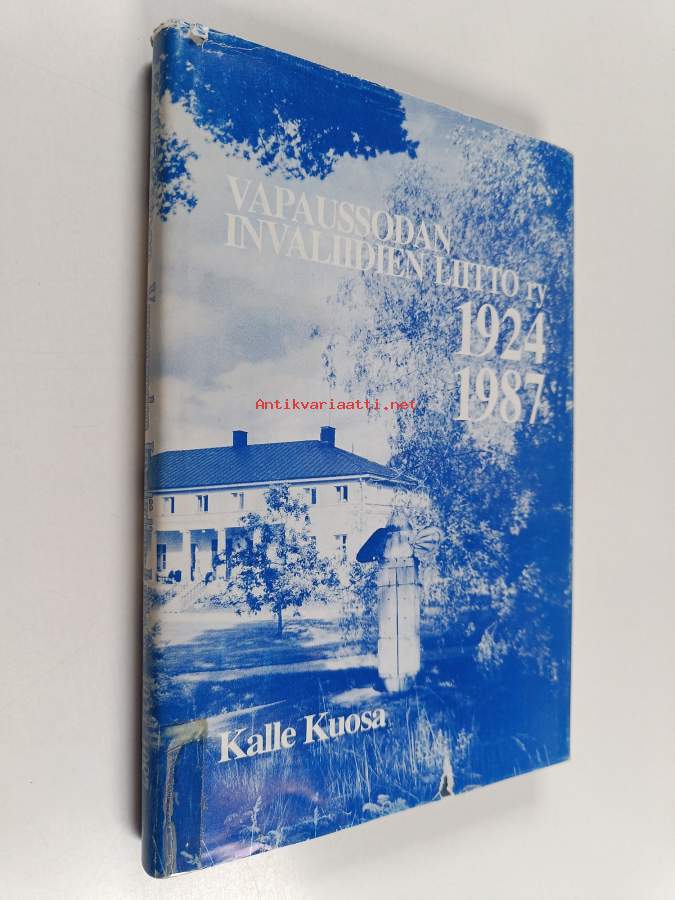 VAPAUSSODAN
INVALIIDIEN LIITTO ry
1924
1987
Antikvariaatti.net
Kalle Kuosa